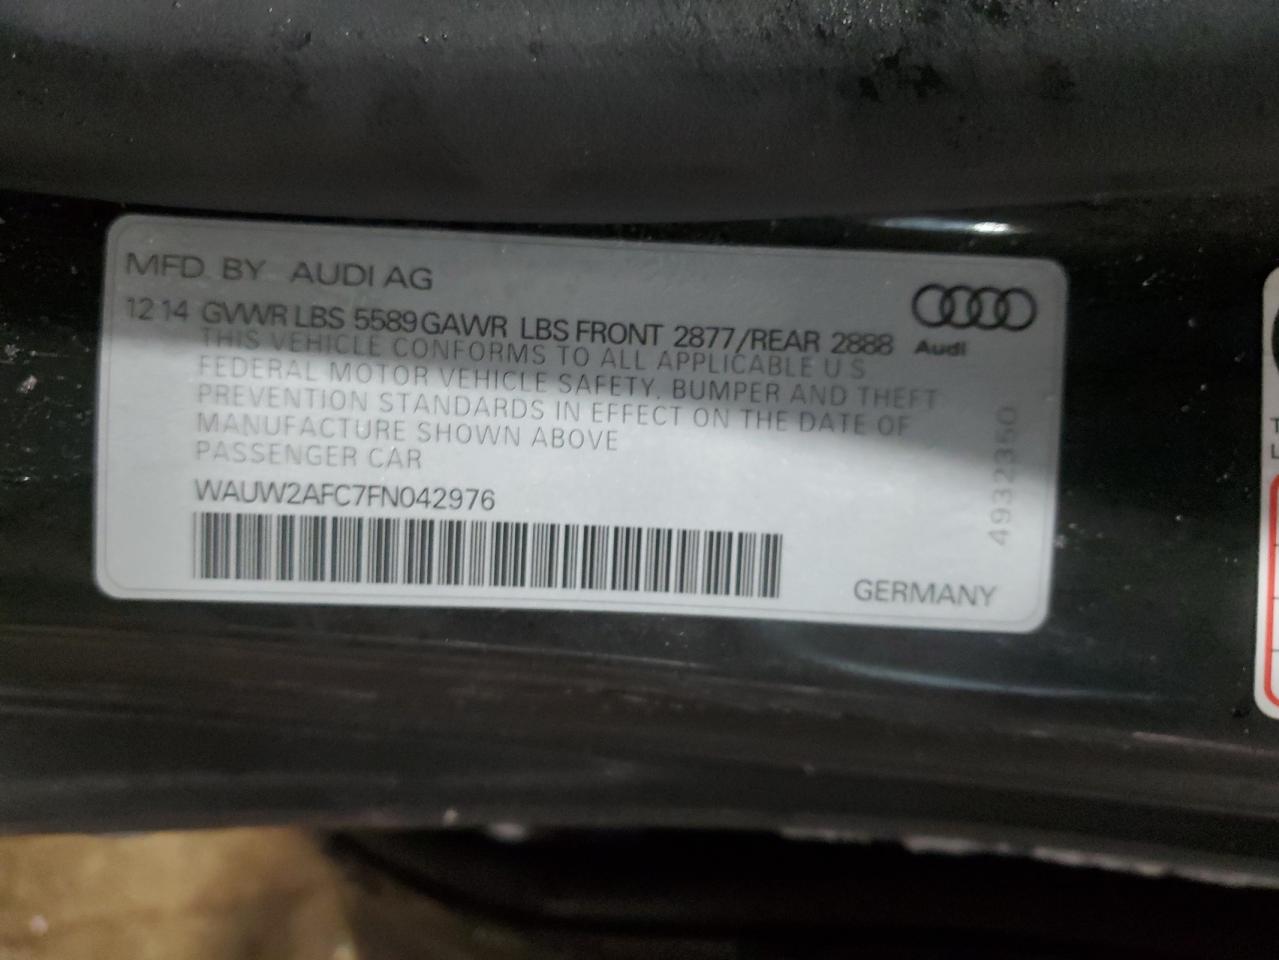 MFD BY AUDI AG
12 14 GVWR LBS 5589 GAWR LBS FRONT 2877/REAR 2888
Audi
THIS VEHICLE CONFORMS TO ALL APPLICABLE U S
FEDERAL MOTOR VEHICLE SAFETY, BUMPER AND THEFT
PREVENTION STANDARDS IN EFFECT ON THE DATE OF
MANUFACTURE SHOWN ABOVE
PASSENGER CAR
WAUW2AFC7FN042976
4932350
GERMANY